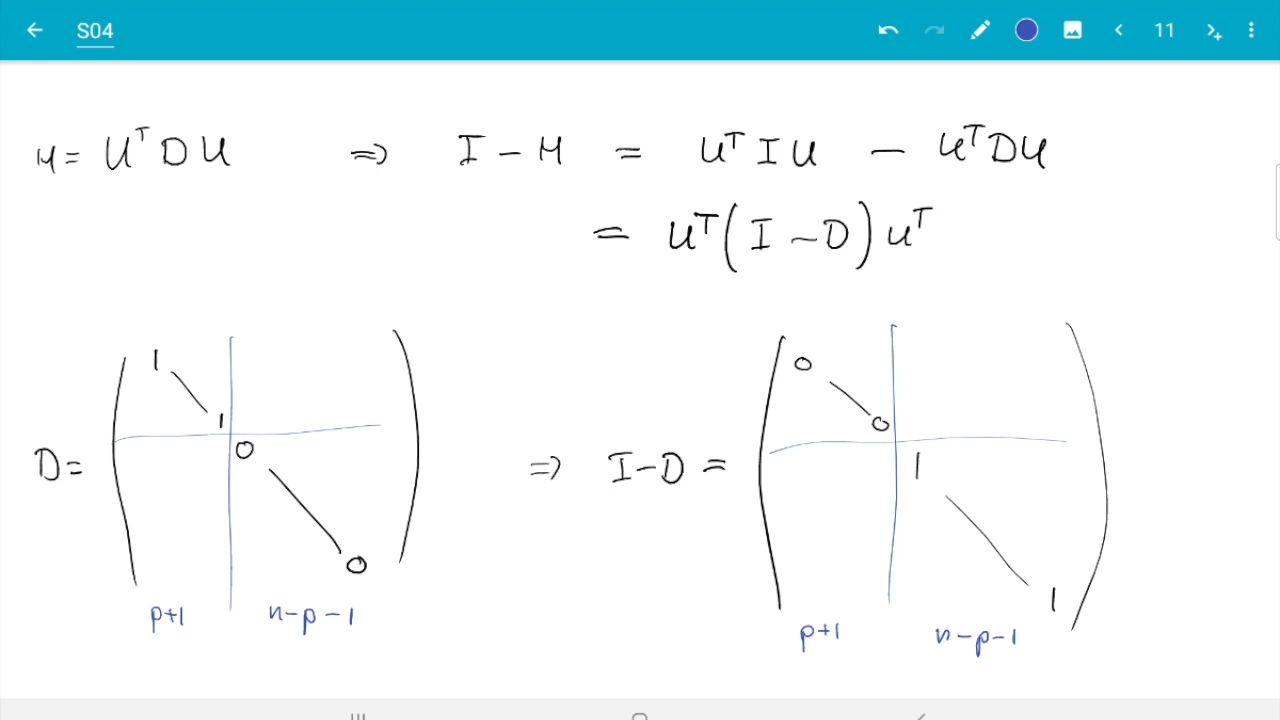 S04
11
H = UᵀDU ⇒ I − H = UᵀIU − UᵀDU
= Uᵀ(I − D)Uᵀ
D = ( 1 \ 1 0 \ 0 ) ⇒ I − D = ( 0 \ 0 1 \ 1 )
p+1 n−p−1 p+1 n−p−1